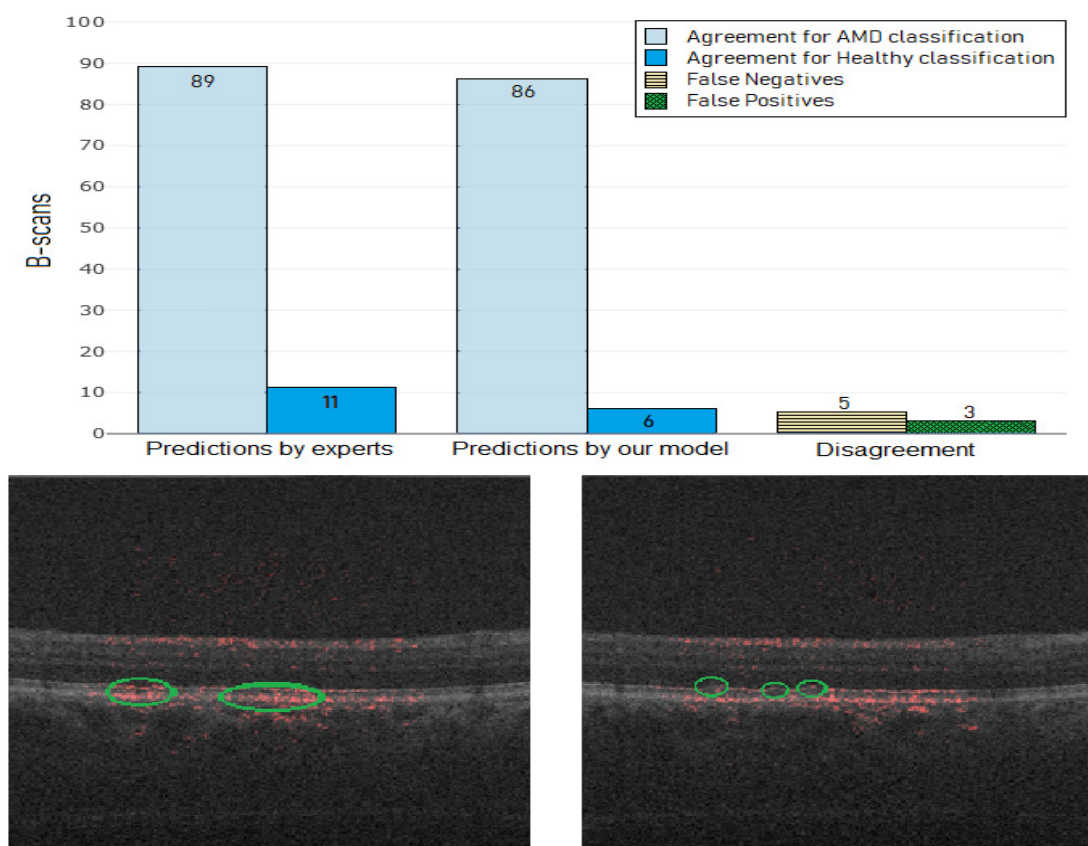 100
90
80
70
60
50
40
30
20
10
0
B-scans
Agreement for AMD classification
Agreement for Healthy classification
False Negatives
False Positives
89
11
86
6
5
3
Predictions by experts
Predictions by our model
Disagreement